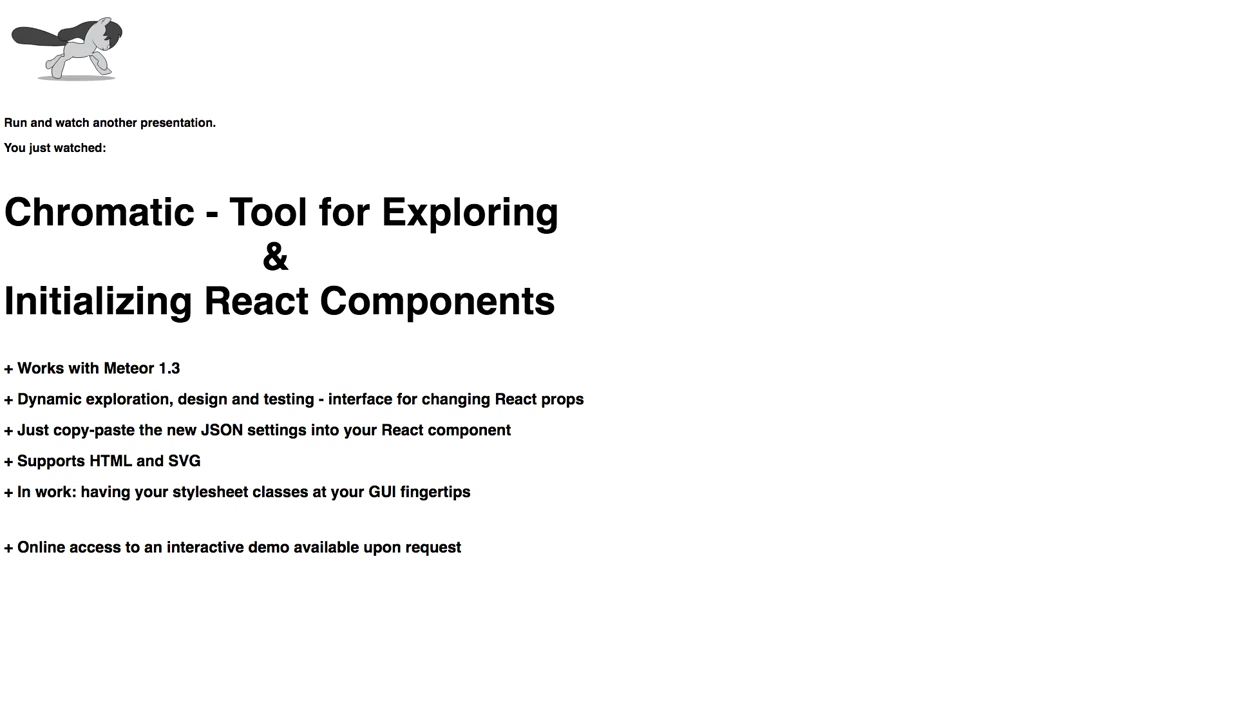 Run and watch another presentation.
You just watched:
Chromatic - Tool for Exploring
&
Initializing React Components
+ Works with Meteor 1.3
+ Dynamic exploration, design and testing - interface for changing React props
+ Just copy-paste the new JSON settings into your React component
+ Supports HTML and SVG
+ In work: having your stylesheet classes at your GUI fingertips
+ Online access to an interactive demo available upon request